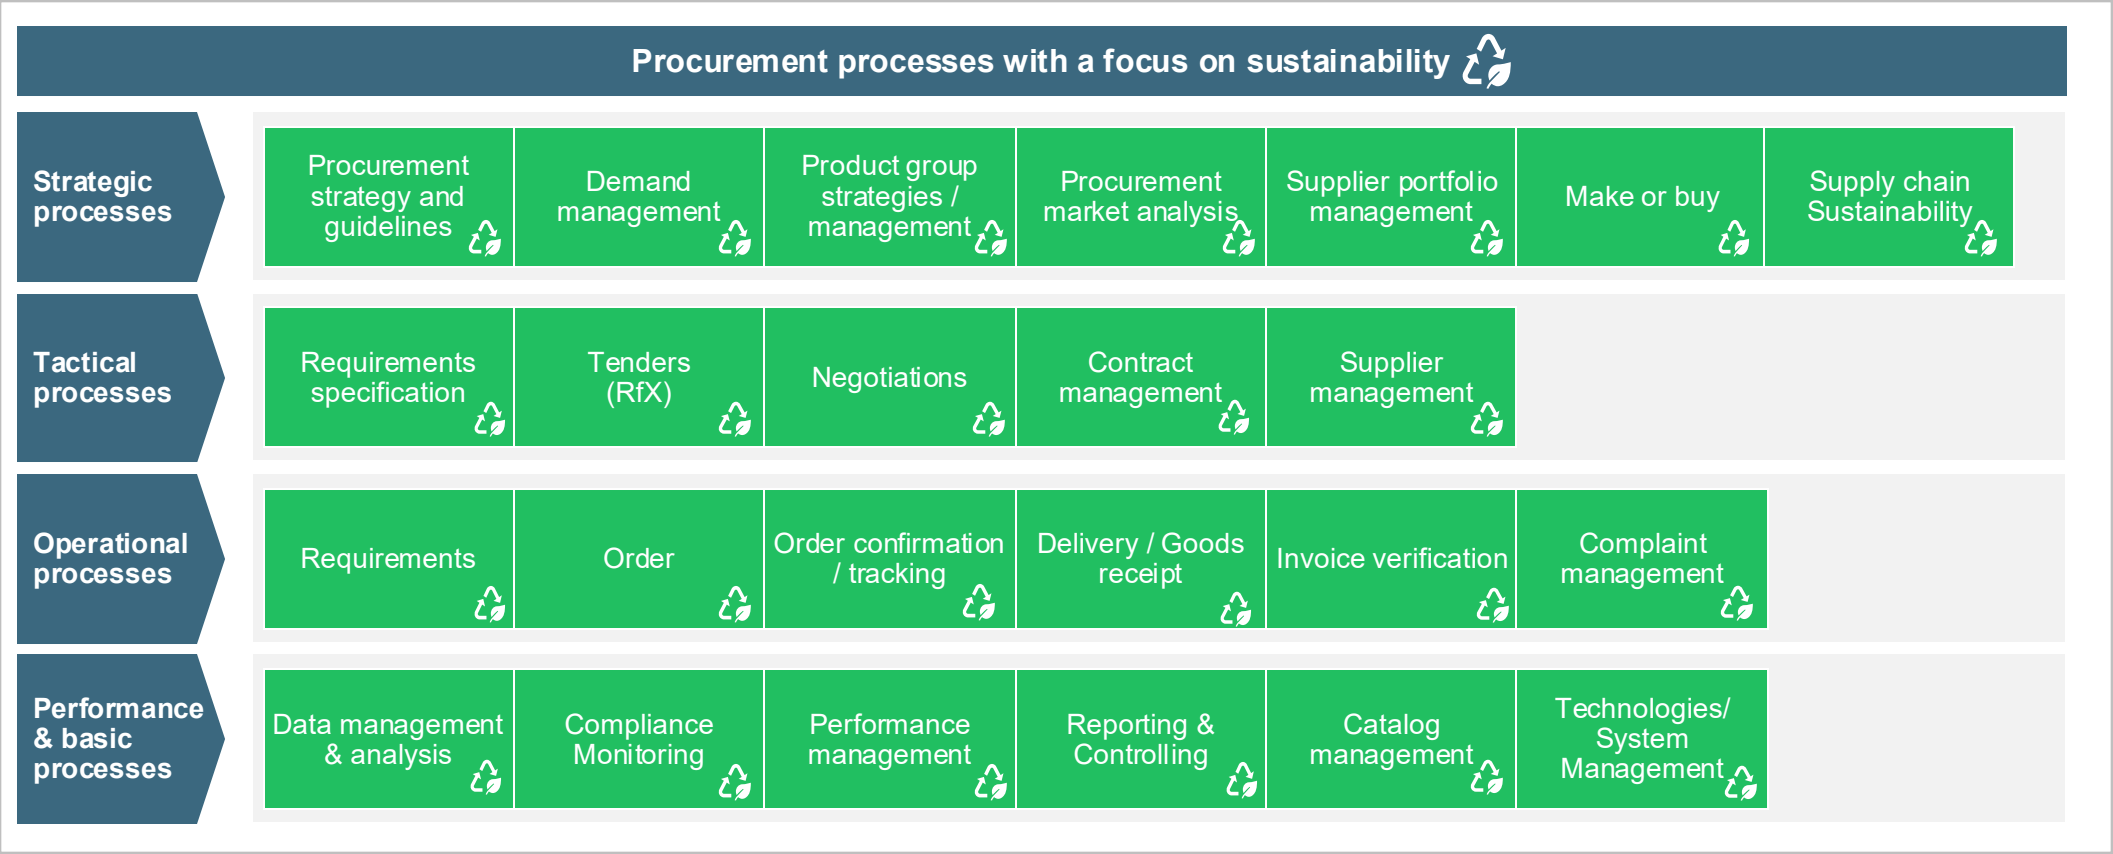 Procurement processes with a focus on sustainability
Strategic
processes
Procurement
strategy and
guidelines
Demand
management
Product group
strategies /
management
Procurement
market analysis
Supplier portfolio
management
Make or buy
Supply chain
Sustainability
Tactical
processes
Requirements
specification
Tenders
(RfX)
Negotiations
Contract
management
Supplier
management
Operational
processes
Requirements
Order
Order confirmation
/ tracking
Delivery / Goods
receipt
Invoice verification
Complaint
management
Performance
& basic
processes
Data management
& analysis
Compliance
Monitoring
Performance
management
Reporting &
Controlling
Catalog
management
Technologies/
System
Management